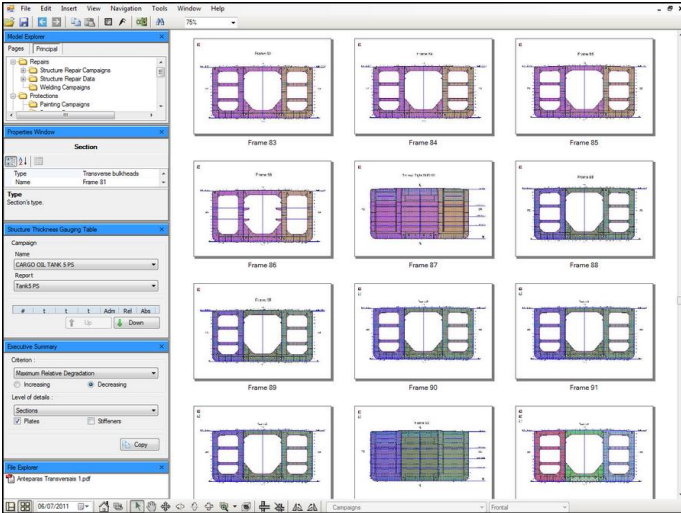 File Edit Insert View Navigation Tools Window Help
75%
Model Explorer
Pages Principal
Repairs
Structure Repair Campaigns
Structure Repair Data
Welding Campaigns
Protections
Painting Campaigns
Properties Window
Section
Type Transverse bulkheads
Name Frame 81
Type
Section's type.
Structure Thickness Gauging Table
Campaign
Name
CARGO OIL TANK 5 PS
Report
Tank5 PS
# t t t Adm Rel Abs
Up Down
Executive Summary
Criterion :
Maximum Relative Degradation
Increasing Decreasing
Level of details :
Sections
Plates Stiffeners
Copy
File Explorer
Anteparas Transversais 1.pdf
Frame 83 Frame 84 Frame 85
Frame 86 Frame 87 Frame 88
Frame 89 Frame 90 Frame 91
06/07/2011 Campaigns Frontal